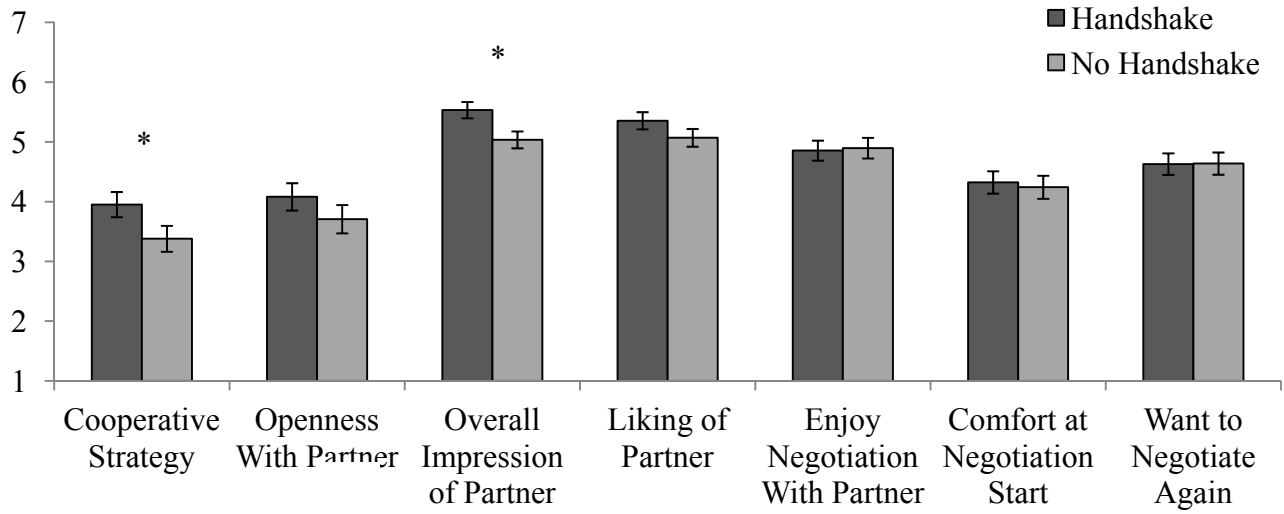 7
6
5
4
3
2
1
Handshake
No Handshake
*
*
Cooperative
Strategy
Openness
With Partner
Overall
Impression
of Partner
Liking of
Partner
Enjoy
Negotiation
With Partner
Comfort at
Negotiation
Start
Want to
Negotiate
Again